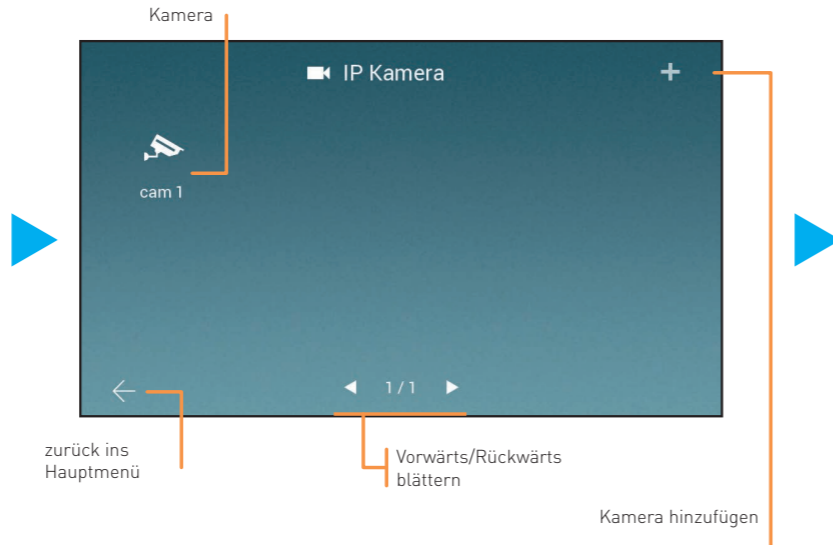 Kamera
IP Kamera
+
cam 1
1 / 1
zurück ins
Hauptmenü
Vorwärts/Rückwärts
blättern
Kamera hinzufügen